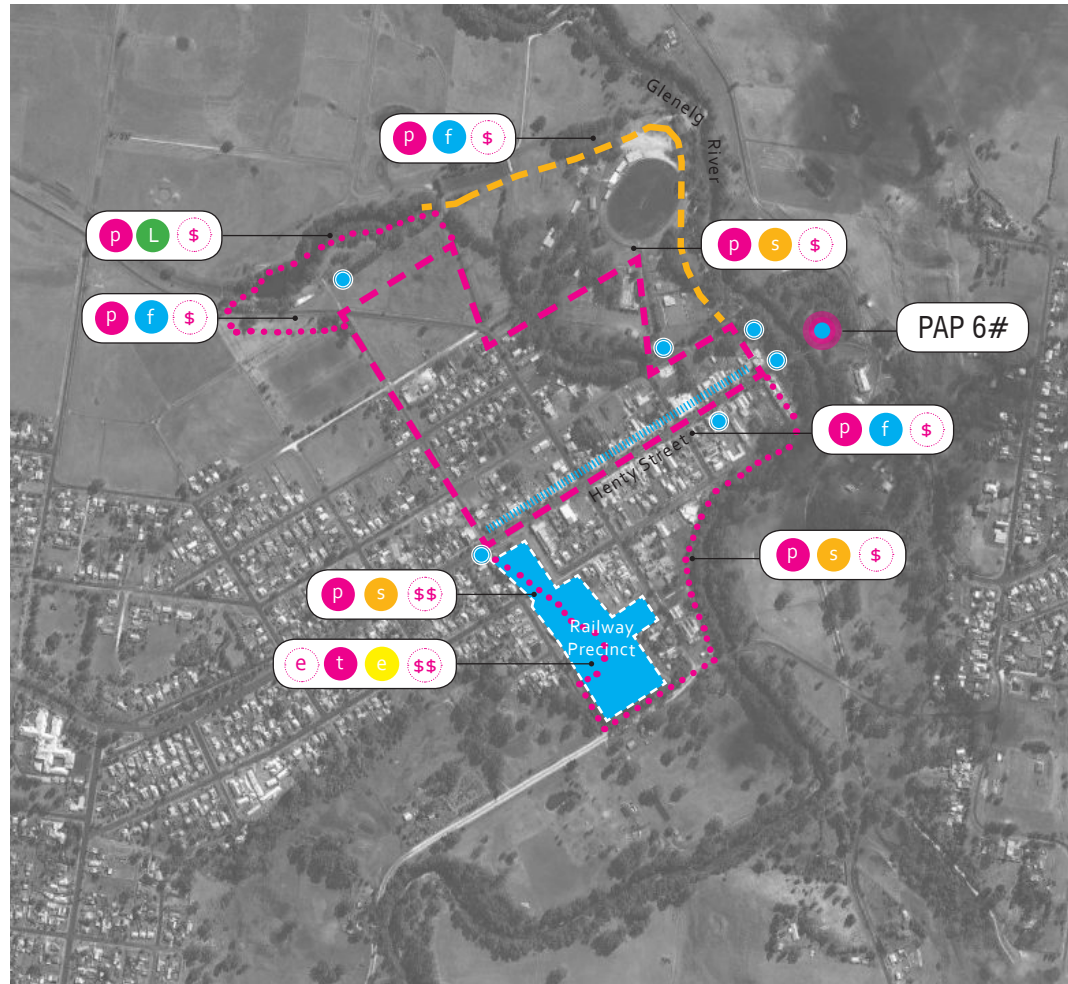 Glenelg
River
p f $
p L $
p s $
p f $
PAP 6#
p f $
Henty Street
p s $
p s $$
Railway
Precinct
e t e $$